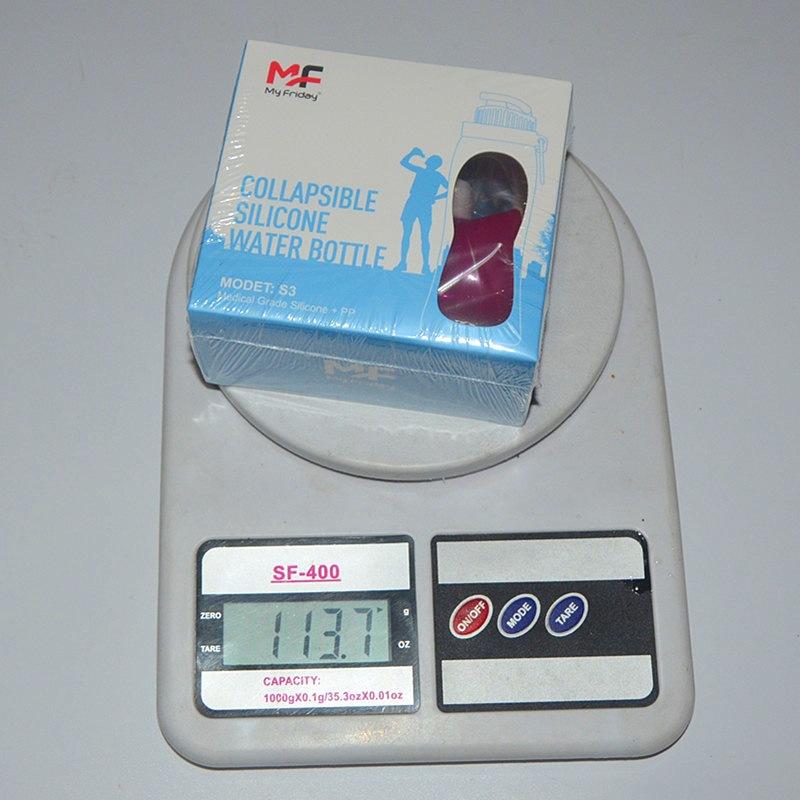 MF
My Friday
COLLAPSIBLE
SILICONE
WATER BOTTLE
MODET: S3
Medical Grade Silicone + PP
MF
SF-400
ZERO
113.7
g
TARE
OZ
CAPACITY:
1000gX0.1g/35.3ozX0.01oz
ON/OFF
MODE
TARE